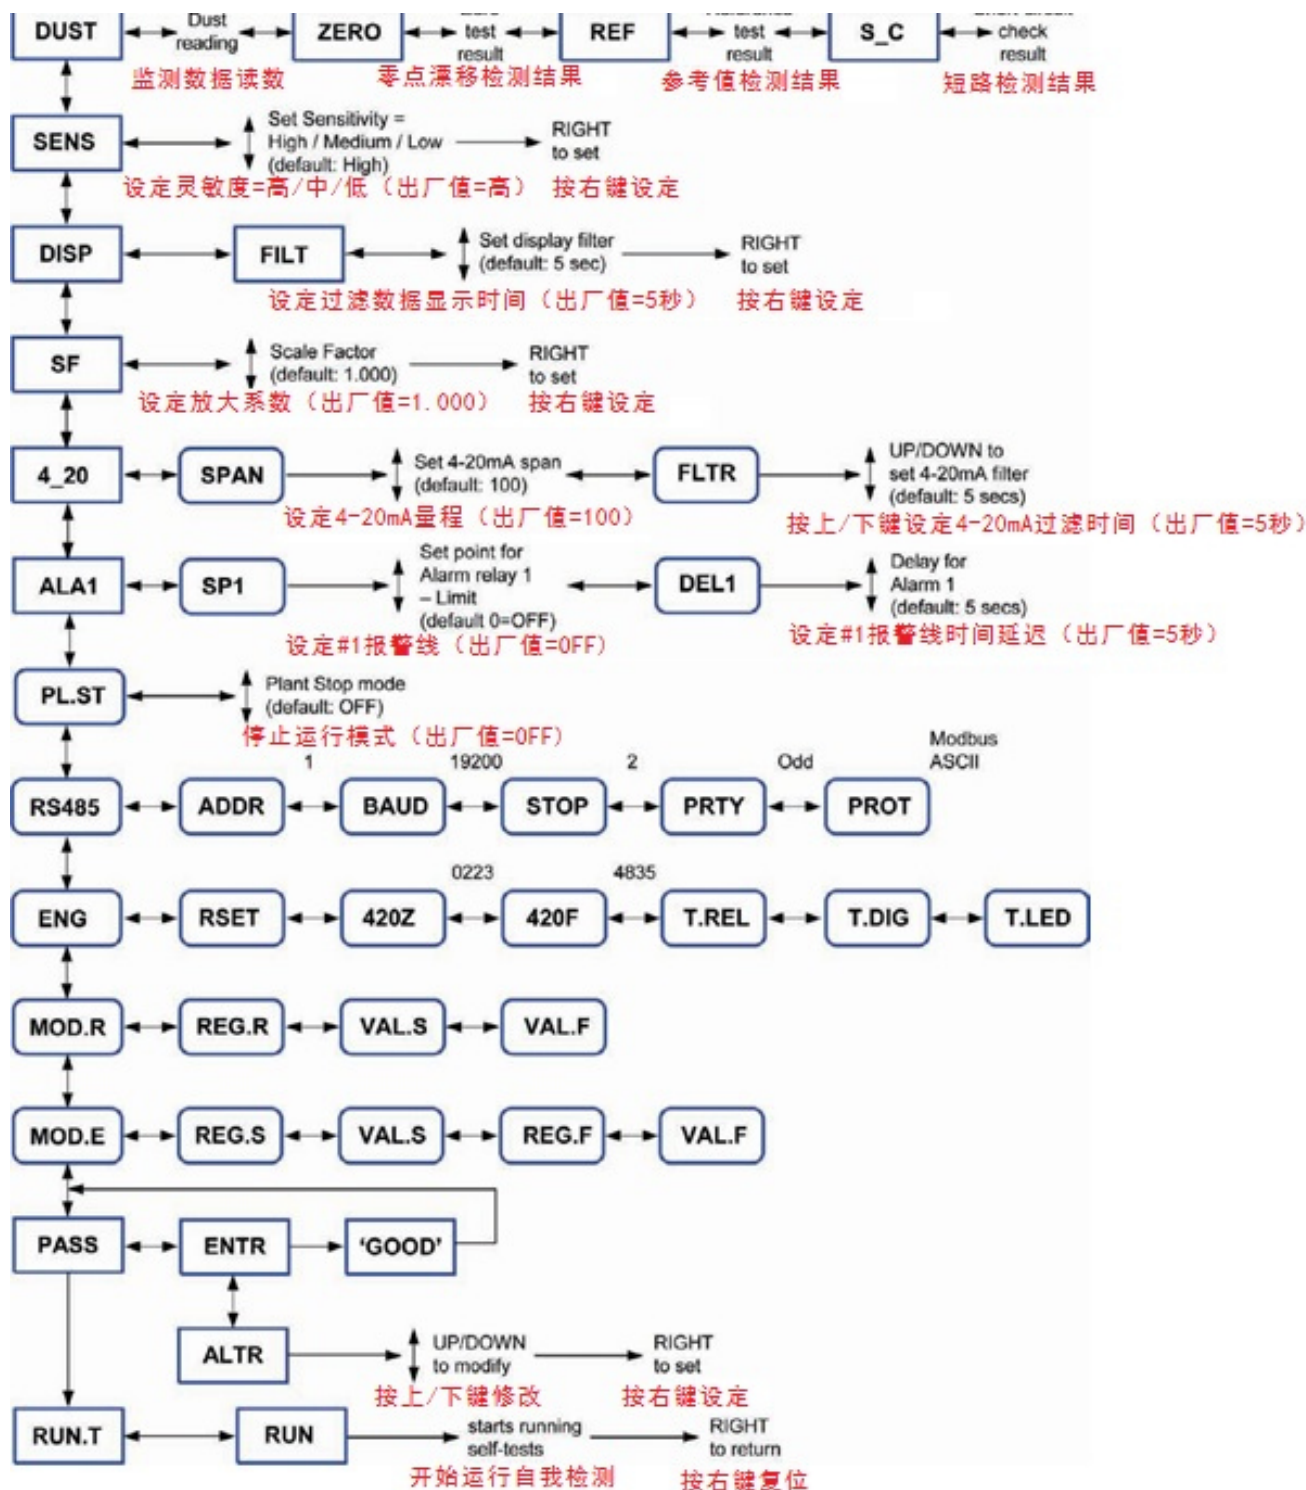 DUST
Dust
reading
ZERO
test
result
REF
test
result
S_C
check
result
监测数据读数
零点漂移检测结果
参考值检测结果
短路检测结果
SENS
Set Sensitivity =
High / Medium / Low
(default: High)
RIGHT
to set
设定灵敏度=高/中/低（出厂值=高）
按右键设定
DISP
FILT
Set display filter
(default: 5 sec)
RIGHT
to set
设定过滤数据显示时间（出厂值=5秒）
按右键设定
SF
Scale Factor
(default: 1.000)
RIGHT
to set
设定放大系数（出厂值=1.000）
按右键设定
4_20
SPAN
Set 4-20mA span
(default: 100)
FLTR
UP/DOWN to
set 4-20mA filter
(default: 5 secs)
设定4-20mA量程（出厂值=100）
按上/下键设定4-20mA过滤时间（出厂值=5秒）
ALA1
SP1
Set point for
Alarm relay 1
– Limit
(default 0=OFF)
DEL1
Delay for
Alarm 1
(default: 5 secs)
设定#1报警线（出厂值=OFF）
设定#1报警线时间延迟（出厂值=5秒）
PL.ST
Plant Stop mode
(default: OFF)
停止运行模式（出厂值=OFF）
1
19200
2
Odd
Modbus
ASCII
RS485
ADDR
BAUD
STOP
PRTY
PROT
0223
4835
ENG
RSET
420Z
420F
T.REL
T.DIG
T.LED
MOD.R
REG.R
VAL.S
VAL.F
MOD.E
REG.S
VAL.S
REG.F
VAL.F
PASS
ENTR
‘GOOD’
ALTR
UP/DOWN
to modify
RIGHT
to set
按上/下键修改
按右键设定
RUN.T
RUN
starts running
self-tests
RIGHT
to return
开始运行自我检测
按右键复位